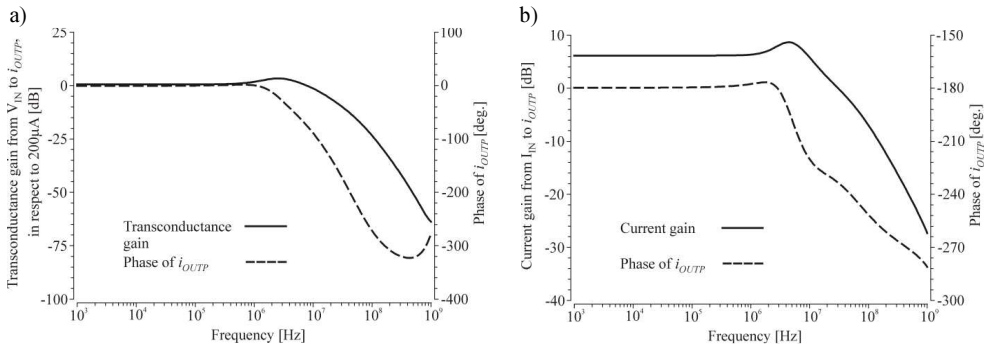 a)
Transconductance gain from V_IN to i_OUTP,
in respect to 200µA [dB]
25
0
-25
-50
-75
-100
100
0
-100
-200
-300
-400
Phase of i_OUTP [deg.]
Transconductance
gain
Phase of i_OUTP
10^3
10^4
10^5
10^6
10^7
10^8
10^9
Frequency [Hz]
b)
Current gain from I_IN to i_OUTP [dB]
10
0
-10
-20
-30
-40
-150
-180
-210
-240
-270
-300
Phase of i_OUTP [deg.]
Current gain
Phase of i_OUTP
10^3
10^4
10^5
10^6
10^7
10^8
10^9
Frequency [Hz]